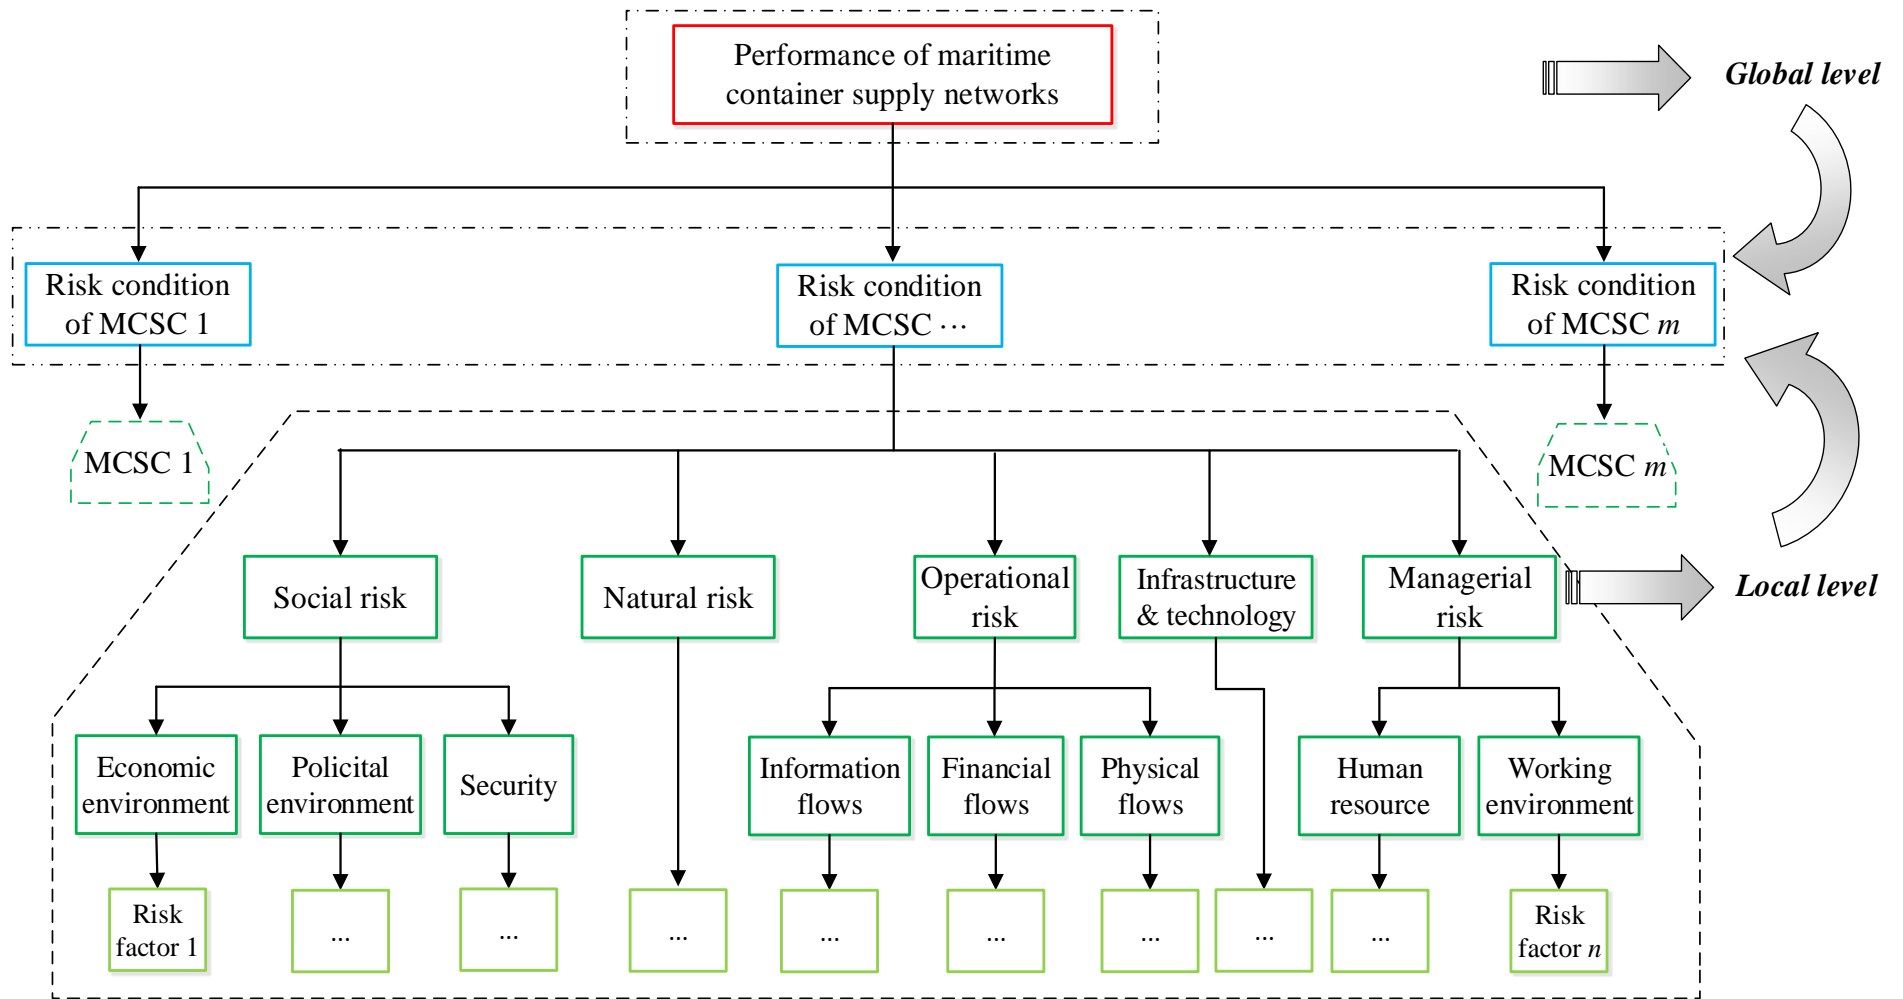 Performance of maritime
container supply networks
Global level
Risk condition
of MCSC 1
Risk condition
of MCSC ···
Risk condition
of MCSC m
MCSC 1
MCSC m
Social risk
Natural risk
Operational
risk
Infrastructure
& technology
Managerial
risk
Local level
Economic
environment
Policital
environment
Security
Information
flows
Financial
flows
Physical
flows
Human
resource
Working
environment
Risk
factor 1
...
...
...
...
...
...
...
...
Risk
factor n